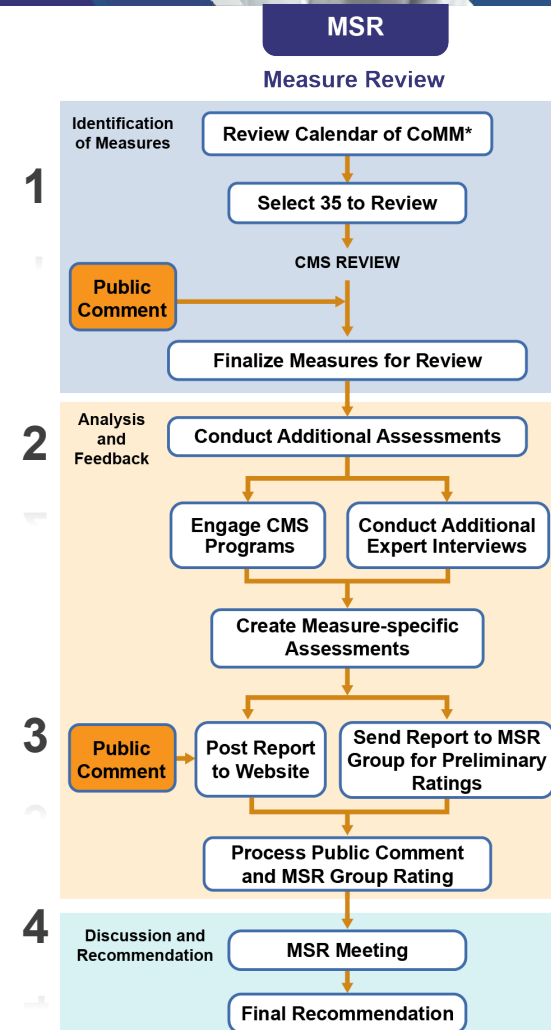 MSR
Measure Review
Identification
of Measures
1
Review Calendar of CoMM*
Select 35 to Review
CMS REVIEW
Public
Comment
Finalize Measures for Review
2
Analysis
and
Feedback
Conduct Additional Assessments
Engage CMS
Programs
Conduct Additional
Expert Interviews
Create Measure-specific
Assessments
3
Public
Comment
Post Report
to Website
Send Report to MSR
Group for Preliminary
Ratings
Process Public Comment
and MSR Group Rating
4
Discussion and
Recommendation
MSR Meeting
Final Recommendation